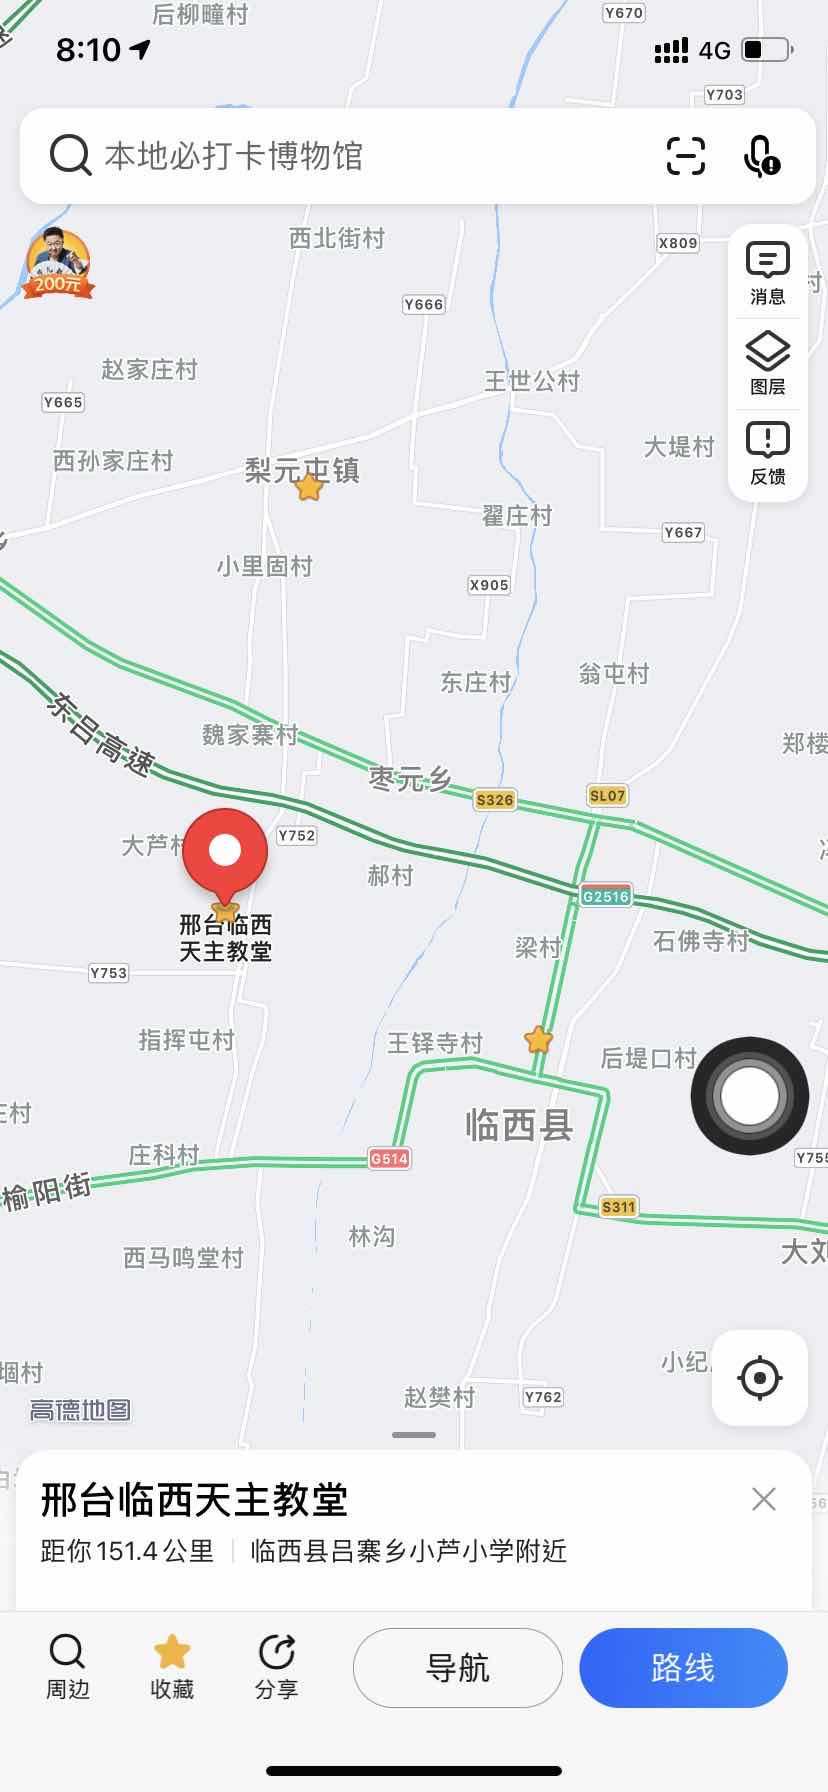 后柳疃村
Y670
8:10
4G
Y703
本地必打卡博物馆
西北街村
X809
消息
200元
Y666
图层
赵家庄村
王世公村
Y665
大堤村
西孙家庄村
梨元屯镇
反馈
翟庄村
Y667
小里固村
X905
东庄村
翁屯村
东吕高速
魏家寨村
郑楼
枣元乡
S326
SL07
Y752
大芦村
郝村
G2516
邢台临西
天主教堂
梁村
石佛寺村
Y753
指挥屯村
王铎寺村
后堤口村
庄村
临西县
庄科村
G514
Y755
榆阳街
S311
林沟
西马鸣堂村
大刘
小纪
堌村
赵樊村
Y762
高德地图
邢台临西天主教堂
距你151.4公里
临西县吕寨乡小芦小学附近
周边
收藏
分享
导航
路线